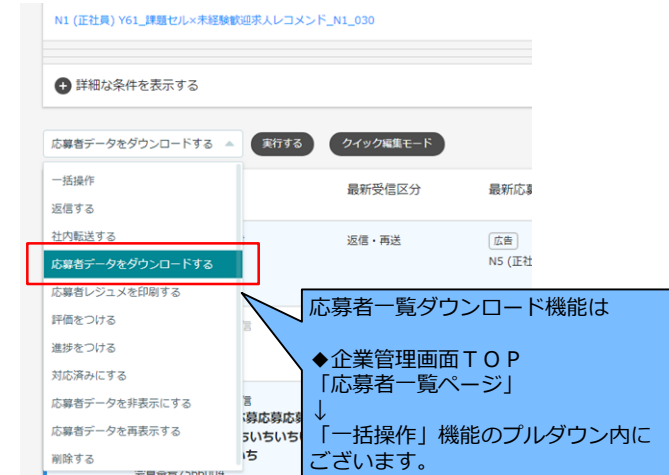 N1 (正社員) Y61_課題セル×未経験歓迎求人レコメンド_N1_030
詳細な条件を表示する
応募者データをダウンロードする 実行する クイック編集モード
一括操作
返信する
社内転送する
応募者データをダウンロードする
応募者レジュメを印刷する
評価をつける
進捗をつける
対応済みにする
応募者データを非表示にする
応募者データを再表示する
削除する
最新受信区分 最新応募
返信・再送 広告
N5 (正社
応募者一覧ダウンロード機能は
◆企業管理画面ＴＯＰ
「応募者一覧ページ」
↓
「一括操作」機能のプルダウン内に
ございます。